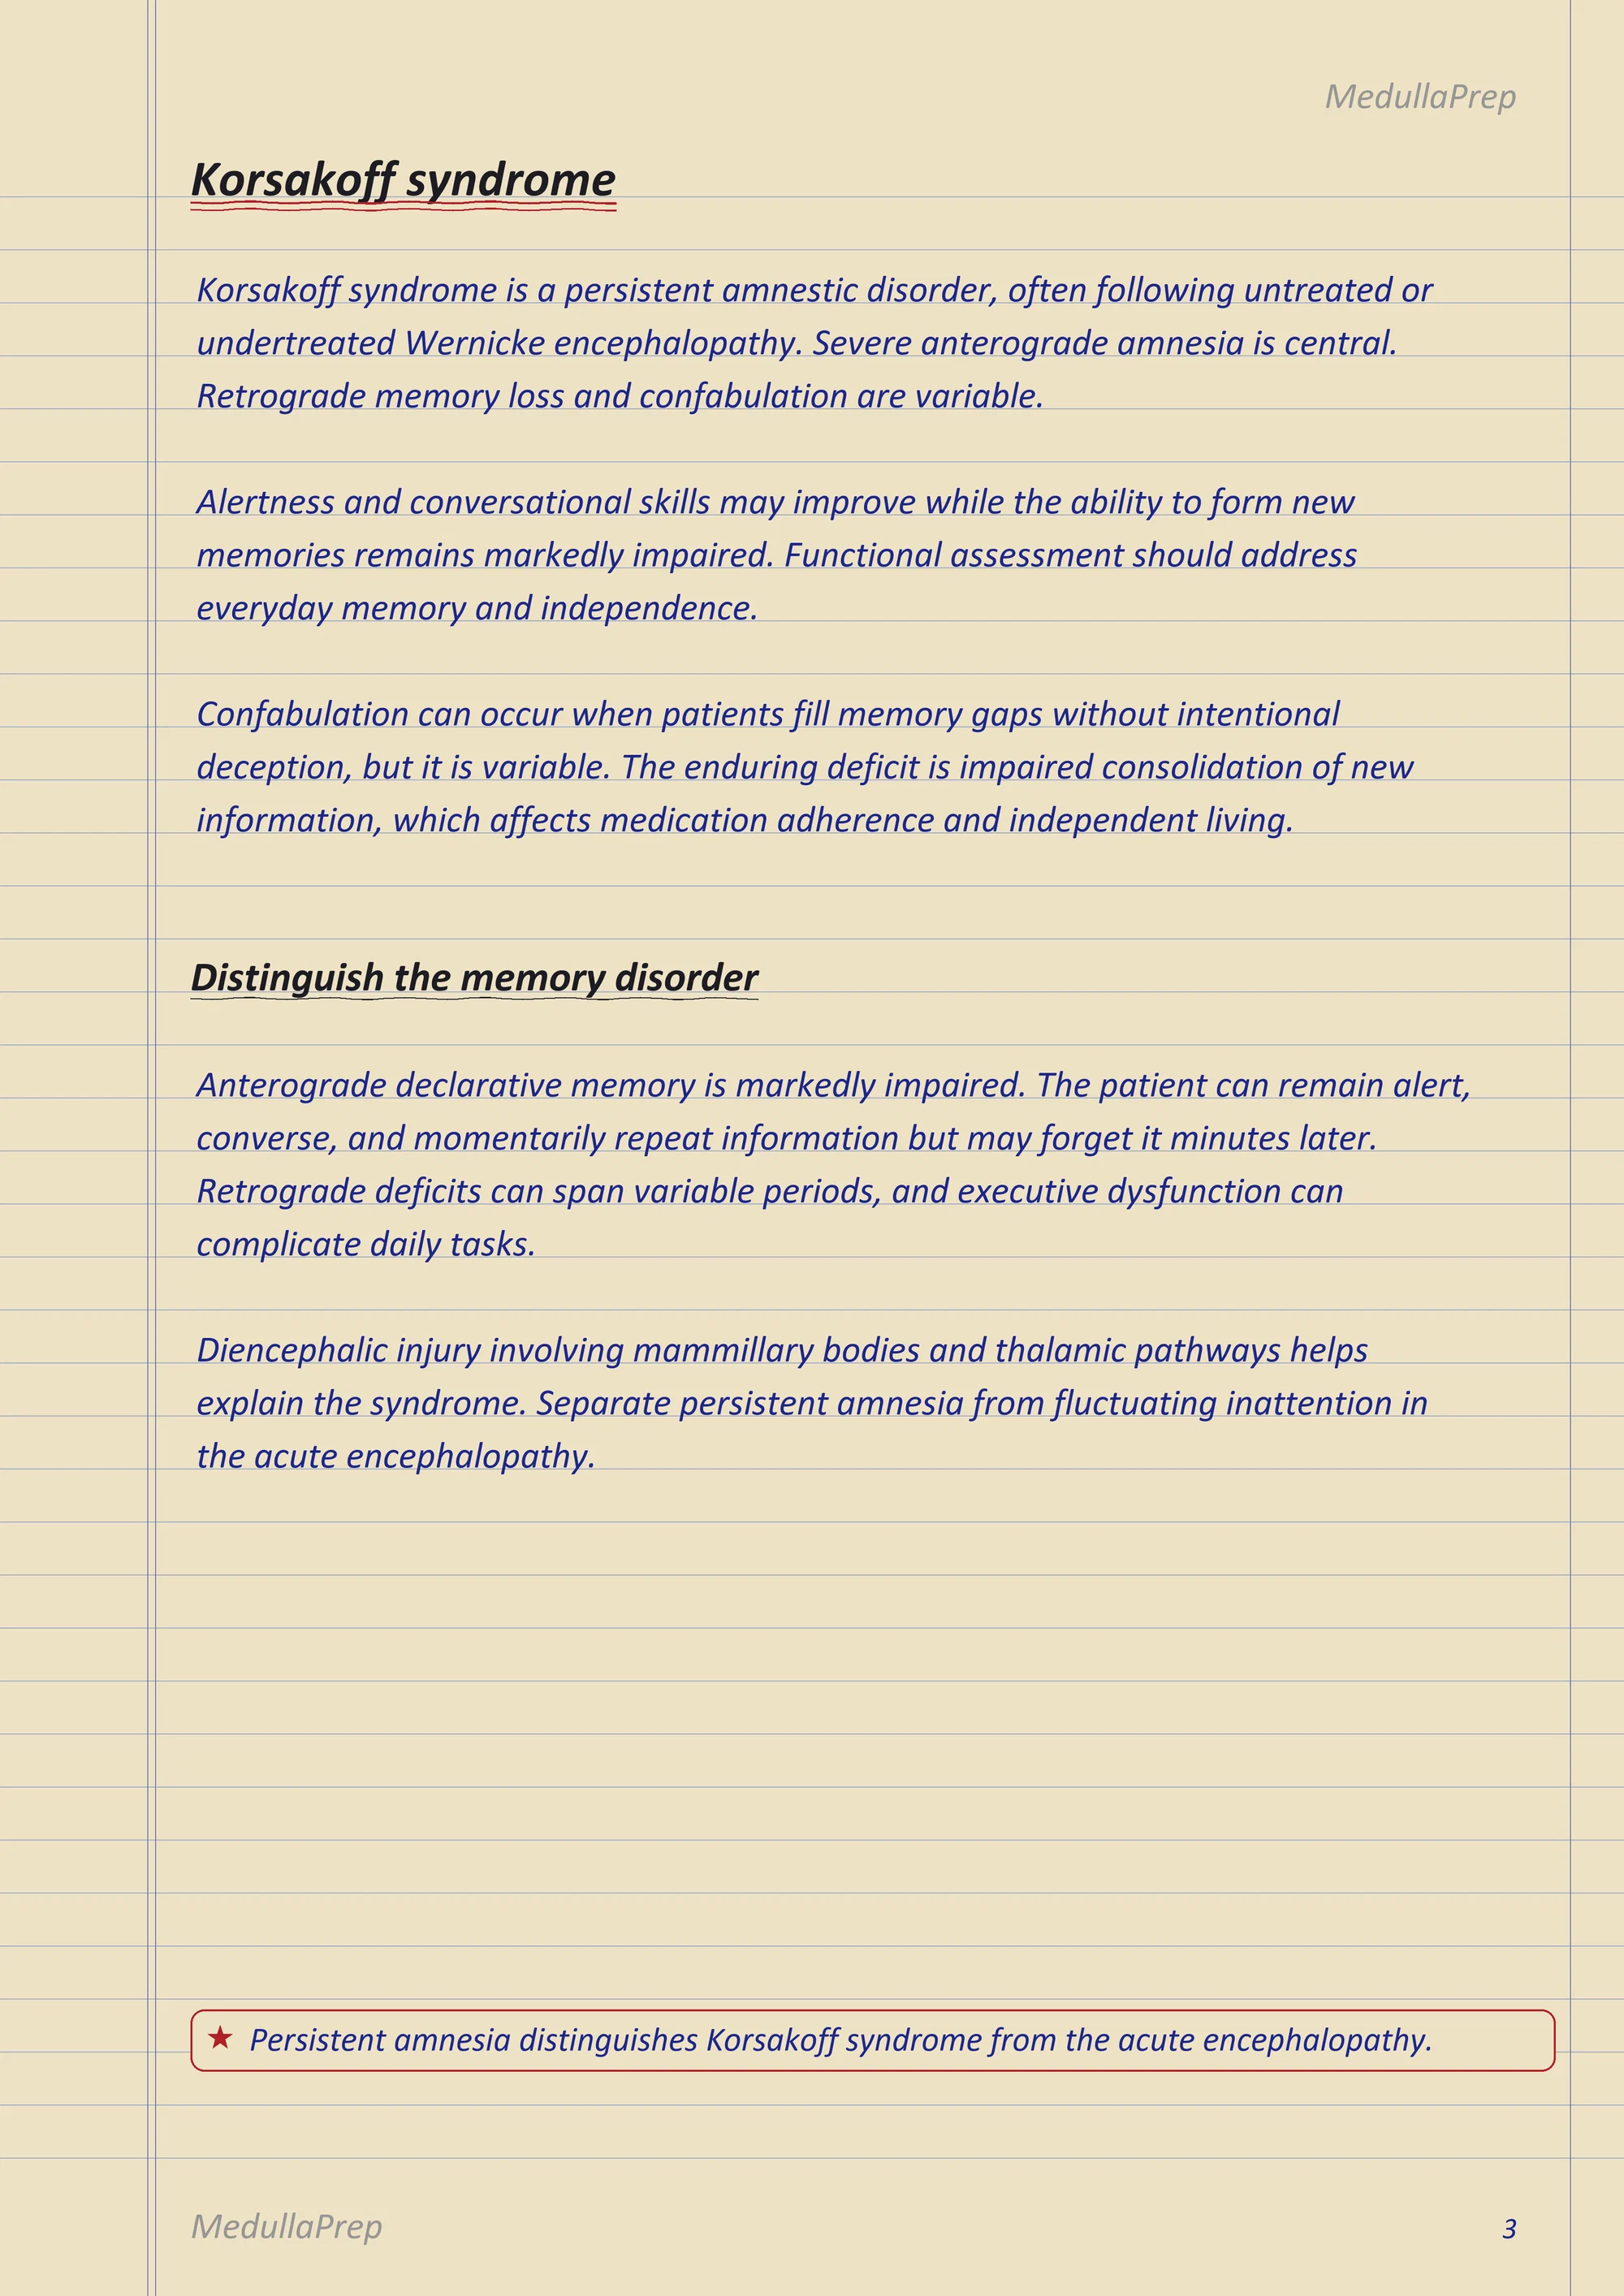 MedullaPrep
Korsakoff syndrome
Korsakoff syndrome is a persistent amnestic disorder, often following untreated or
undertreated Wernicke encephalopathy. Severe anterograde amnesia is central.
Retrograde memory loss and confabulation are variable.
Alertness and conversational skills may improve while the ability to form new
memories remains markedly impaired. Functional assessment should address
everyday memory and independence.
Confabulation can occur when patients fill memory gaps without intentional
deception, but it is variable. The enduring deficit is impaired consolidation of new
information, which affects medication adherence and independent living.
Distinguish the memory disorder
Anterograde declarative memory is markedly impaired. The patient can remain alert,
converse, and momentarily repeat information but may forget it minutes later.
Retrograde deficits can span variable periods, and executive dysfunction can
complicate daily tasks.
Diencephalic injury involving mammillary bodies and thalamic pathways helps
explain the syndrome. Separate persistent amnesia from fluctuating inattention in
the acute encephalopathy.
★ Persistent amnesia distinguishes Korsakoff syndrome from the acute encephalopathy.
MedullaPrep
3